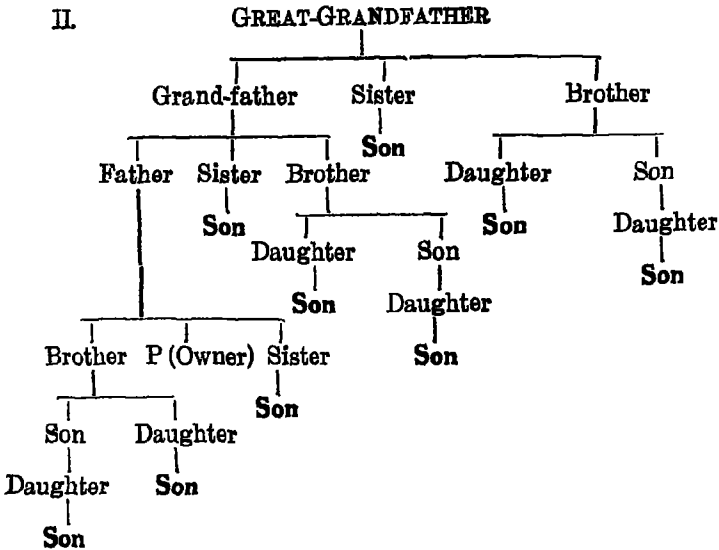 II. GREAT-GRANDFATHER
Grand-father Sister Brother
Son
Father Sister Brother Daughter Son
Son Son Daughter
Daughter Son
Son Daughter Son
Brother P (Owner) Sister Son
Son
Son Daughter
Daughter Son
Son